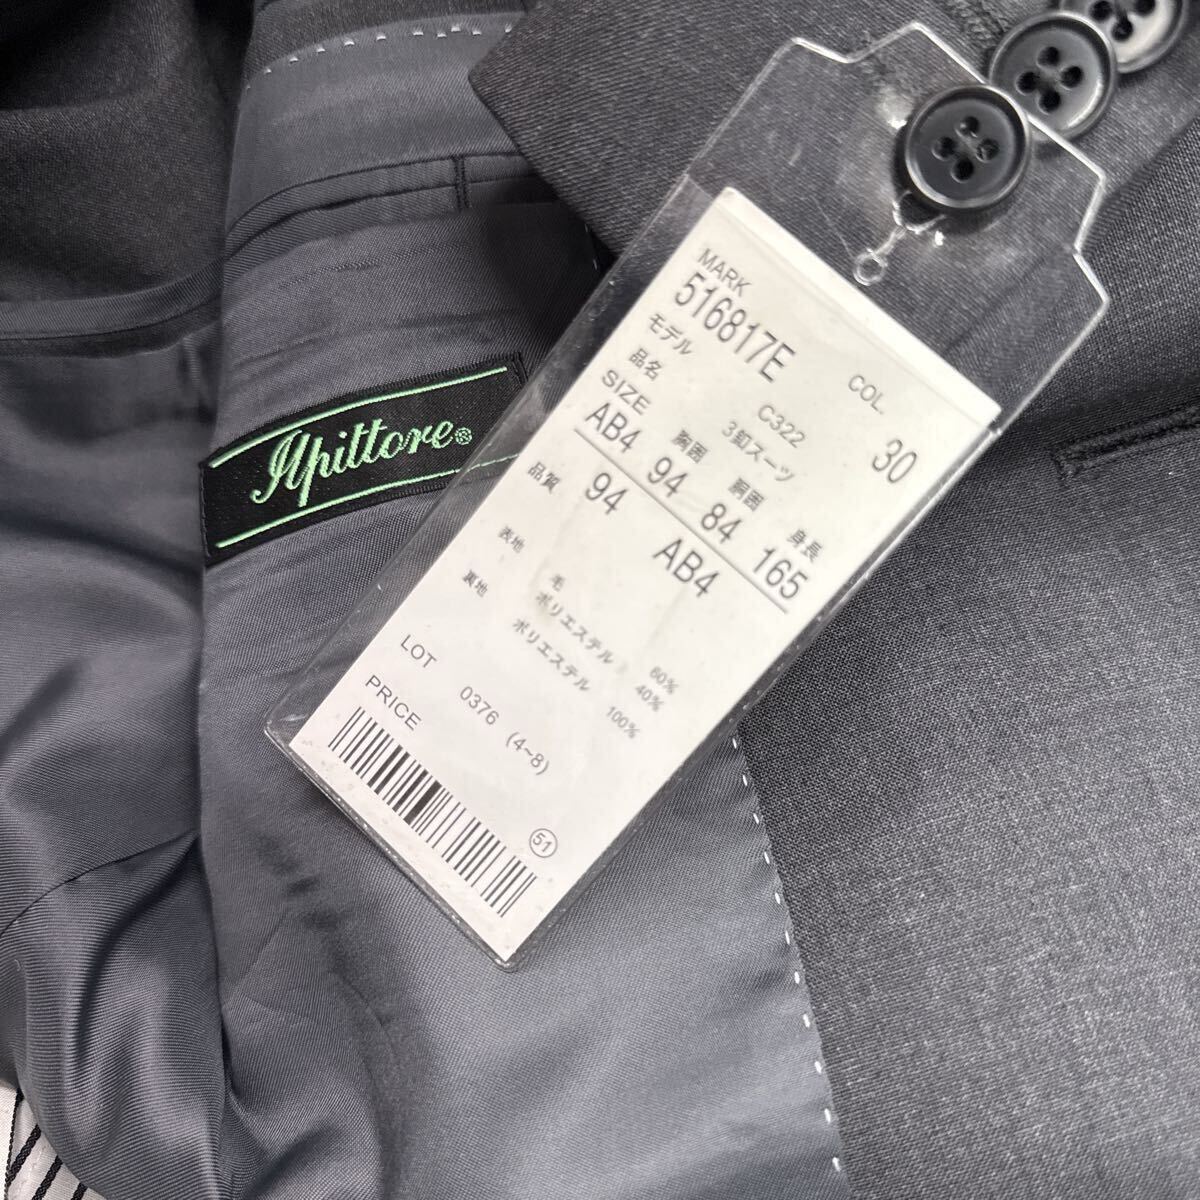 Apittore®
MARK
516817E COL. 30
モデル C322
品名 3釦スーツ
SIZE 胸囲 胴囲 身長
AB4 94 84 165
94 AB4
品質
表地 毛 60%
ポリエステル 40%
裏地 ポリエステル 100%
LOT 0376 (4~8)
PRICE
51